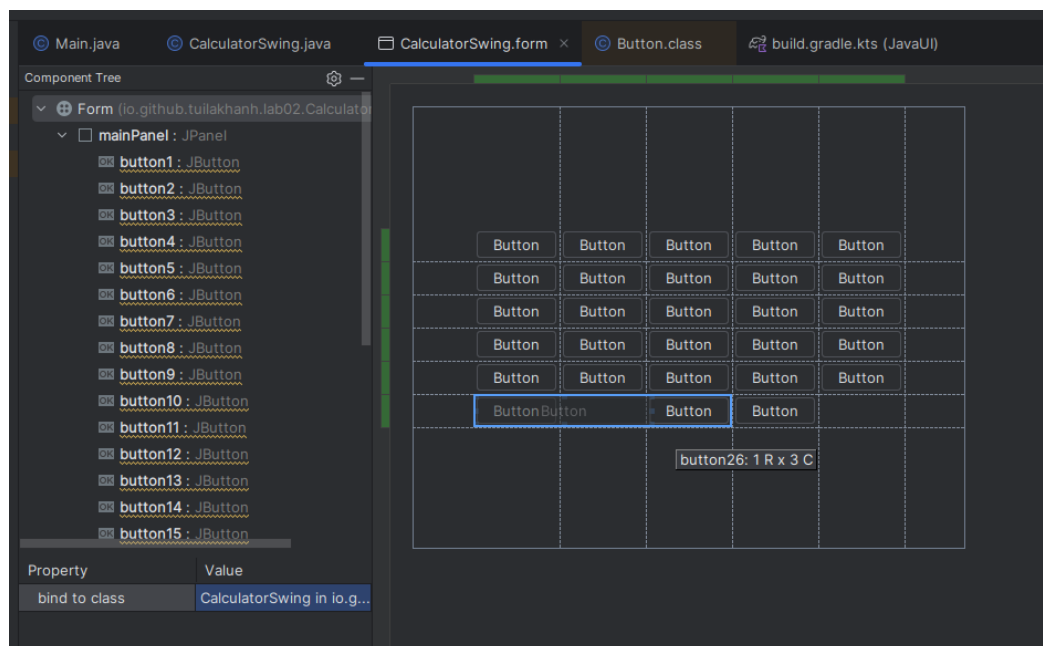 Main.java CalculatorSwing.java CalculatorSwing.form Button.class build.gradle.kts (JavaUI)
Component Tree
Form (io.github.tuilakhanh.lab02.Calculator
mainPanel : JPanel
button1 : JButton
button2 : JButton
button3 : JButton
button4 : JButton
button5 : JButton
button6 : JButton
button7 : JButton
button8 : JButton
button9 : JButton
button10 : JButton
button11 : JButton
button12 : JButton
button13 : JButton
button14 : JButton
button15 : JButton
Property Value
bind to class CalculatorSwing in io.g...
Button Button Button Button Button
Button Button Button Button Button
Button Button Button Button Button
Button Button Button Button Button
Button Button Button Button Button
Button Button Button Button
button26: 1 R x 3 C